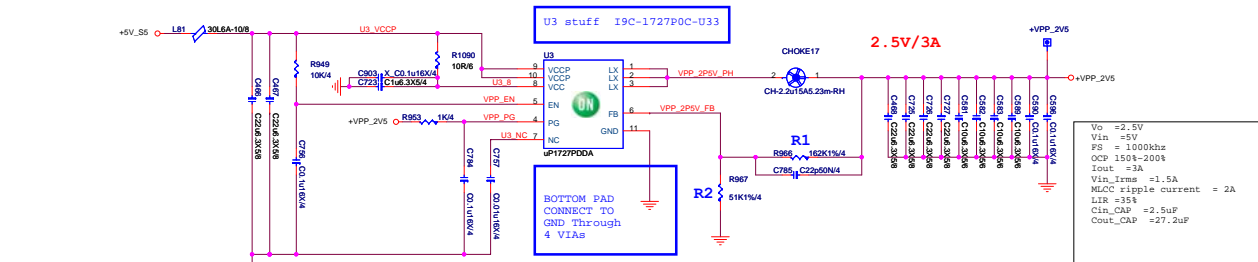 U3 stuff I9C-1727P0C-U33
+5V_S5
L81
30L6A-10/8
U3_VCCP
R949
10K/4
R1090
10R/6
C903
X_C0.1u16X/4
C723
C1u6.3X5/4
U3_8
VPP_EN
+VPP_2V5
R953
1K/4
VPP_PG
U3_NC
C466
C22u6.3X5/8
C467
C22u6.3X5/8
C756
C0.1u16X/4
C784
C0.1u16X/4
C757
C0.01u16X/4
U3
9
10
8
5
4
7
VCCP
VCCP
VCC
EN
PG
NC
LX
LX
LX
FB
GND
1
2
3
6
11
ON
uP1727PDDA
BOTTOM PAD
CONNECT TO
GND Through
4 VIAs
VPP_2P5V_PH
CHOKE17
2
1
CH-2.2u15A5.23m-RH
VPP_2P5V_FB
R1
R966
162K1%/4
C785
C22p50N/4
R2
R967
51K1%/4
2.5V/3A
+VPP_2V5
+VPP_2V5
C468
C22u6.3X5/8
C725
C22u6.3X5/6
C726
C22u6.3X5/6
C727
C22u6.3X5/6
C581
C10u6.3X5/6
C582
C10u6.3X5/6
C583
C10u6.3X5/6
C589
C10u6.3X5/6
C590
C0.1u16X/4
C596
C0.1u16X/4
Vo =2.5V
Vin =5V
FS = 1000khz
OCP 150%~200%
Iout =3A
Vin_Irms =1.5A
MLCC ripple current = 2A
LIR =35%
Cin_CAP =2.5uF
Cout_CAP =27.2uF